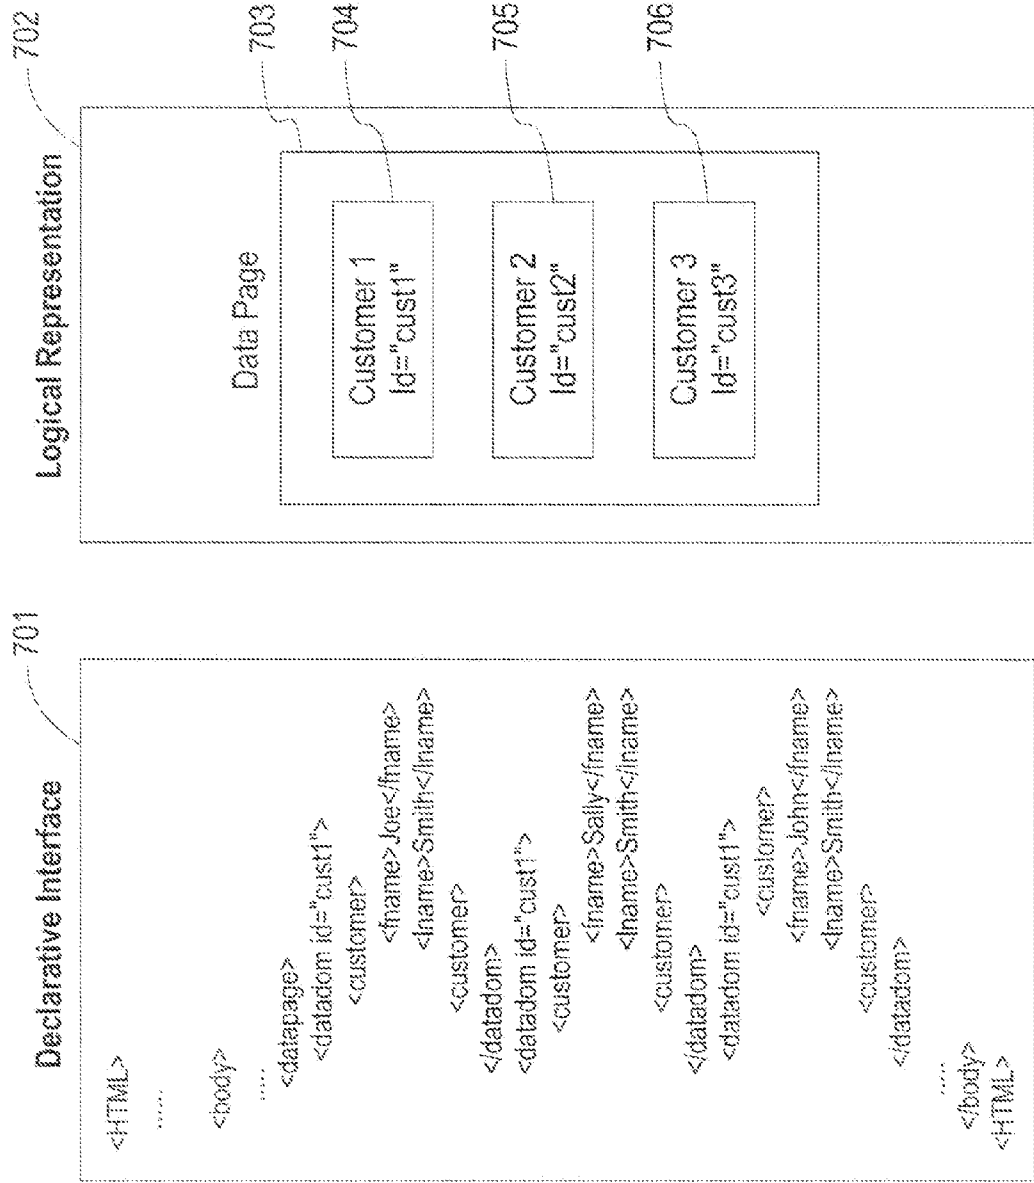 Declarative Interface
701
<HTML>
.....
<body>
.....
<datapage>
<datadom id="cust1">
<customer>
<fname>Joe</fname>
<lname>Smith</lname>
<customer>
</datadom>
<datadom id="cust1">
<customer>
<fname>Sally</fname>
<lname>Smith</lname>
<customer>
</datadom>
<datadom id="cust1">
<customer>
<fname>John</fname>
<lname>Smith</lname>
<customer>
</datadom>
.....
</body>
<HTML>
Logical Representation
702
Data Page
703
Customer 1
Id="cust1"
704
Customer 2
Id="cust2"
705
Customer 3
Id="cust3"
706